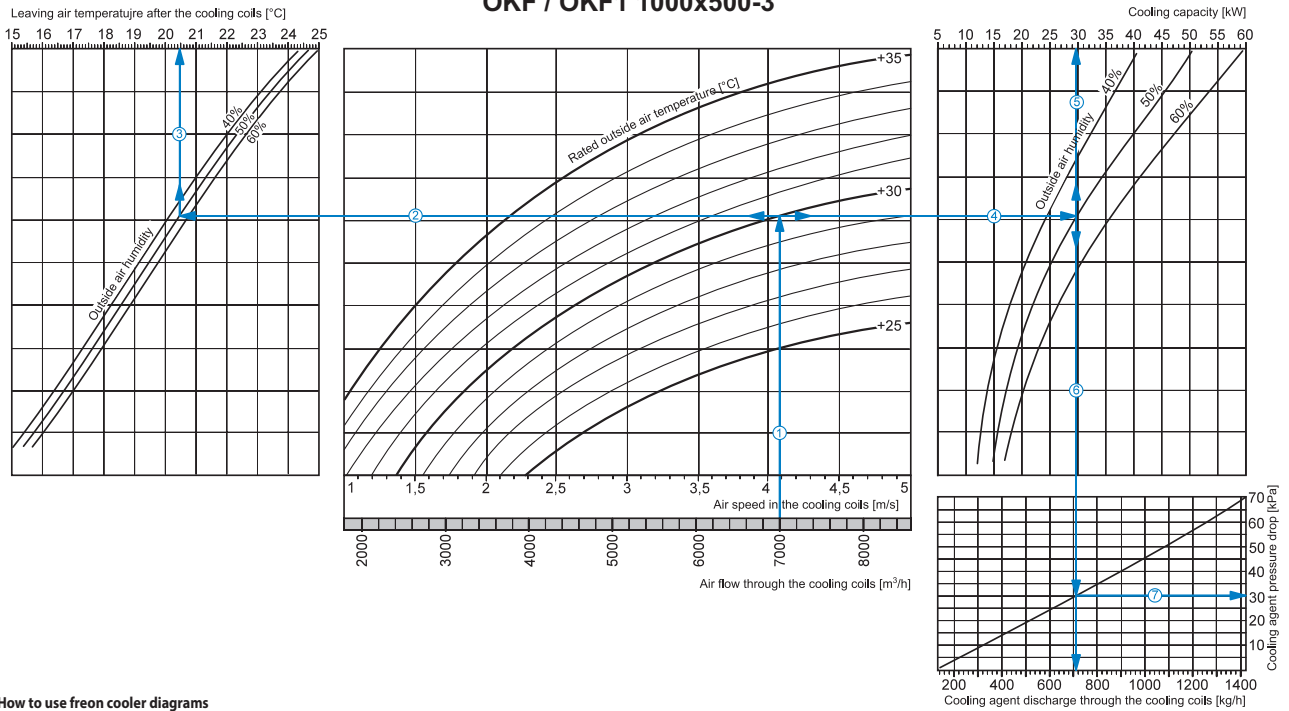 OKF / OKF1 1000x500-3
Leaving air temperatujre after the cooling coils [°C]
15 16 17 18 19 20 21 22 23 24 25
40%
50%
60%
Outside air humidity
3
2
Rated outside air temperature [°C]
+35
+30
+25
1
1 1,5 2 2,5 3 3,5 4 4,5 5
Air speed in the cooling coils [m/s]
2000 3000 4000 5000 6000 7000 8000
Air flow through the cooling coils [m³/h]
Cooling capacity [kW]
5 10 15 20 25 30 35 40 45 50 55 60
40%
50%
60%
Outside air humidity
5
4
6
7
70
60
50
40
30
20
10
Cooling agent pressure drop [kPa]
200 400 600 800 1000 1200 1400
Cooling agent discharge through the cooling coils [kg/h]
How to use freon cooler diagrams